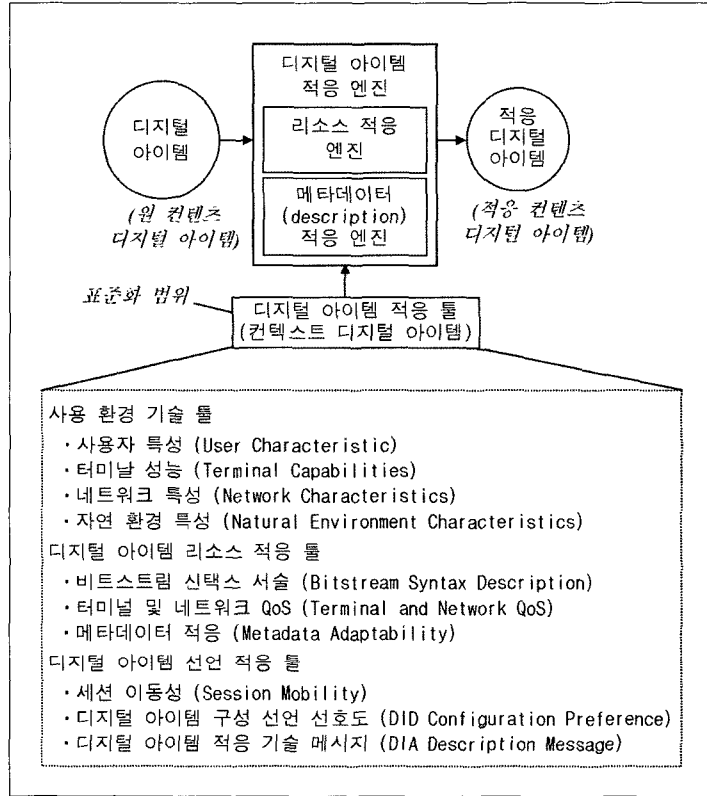 디지털 아이템
적응 엔진
디지털
아이템
리소스 적응
엔진
적응
디지털
아이템
메타데이터
(description)
적응 엔진
(원 컨텐츠
디지털 아이템)
(적응 컨텐츠
디지털 아이템)
표준화 범위
디지털 아이템 적응 툴
(컨텍스트 디지털 아이템)
사용 환경 기술 툴
·사용자 특성 (User Characteristic)
·터미날 성능 (Terminal Capabilities)
·네트워크 특성 (Network Characteristics)
·자연 환경 특성 (Natural Environment Characteristics)
디지털 아이템 리소스 적응 툴
·비트스트림 신택스 서술 (Bitstream Syntax Description)
·터미널 및 네트워크 QoS (Terminal and Network QoS)
·메타데이터 적응 (Metadata Adaptability)
디지털 아이템 선언 적응 툴
·세션 이동성 (Session Mobility)
·디지털 아이템 구성 선언 선호도 (DID Configuration Preference)
·디지털 아이템 적응 기술 메시지 (DIA Description Message)